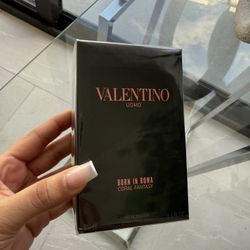 VALENTINO
UOMO
BORN IN ROMA
CORAL FANTASY